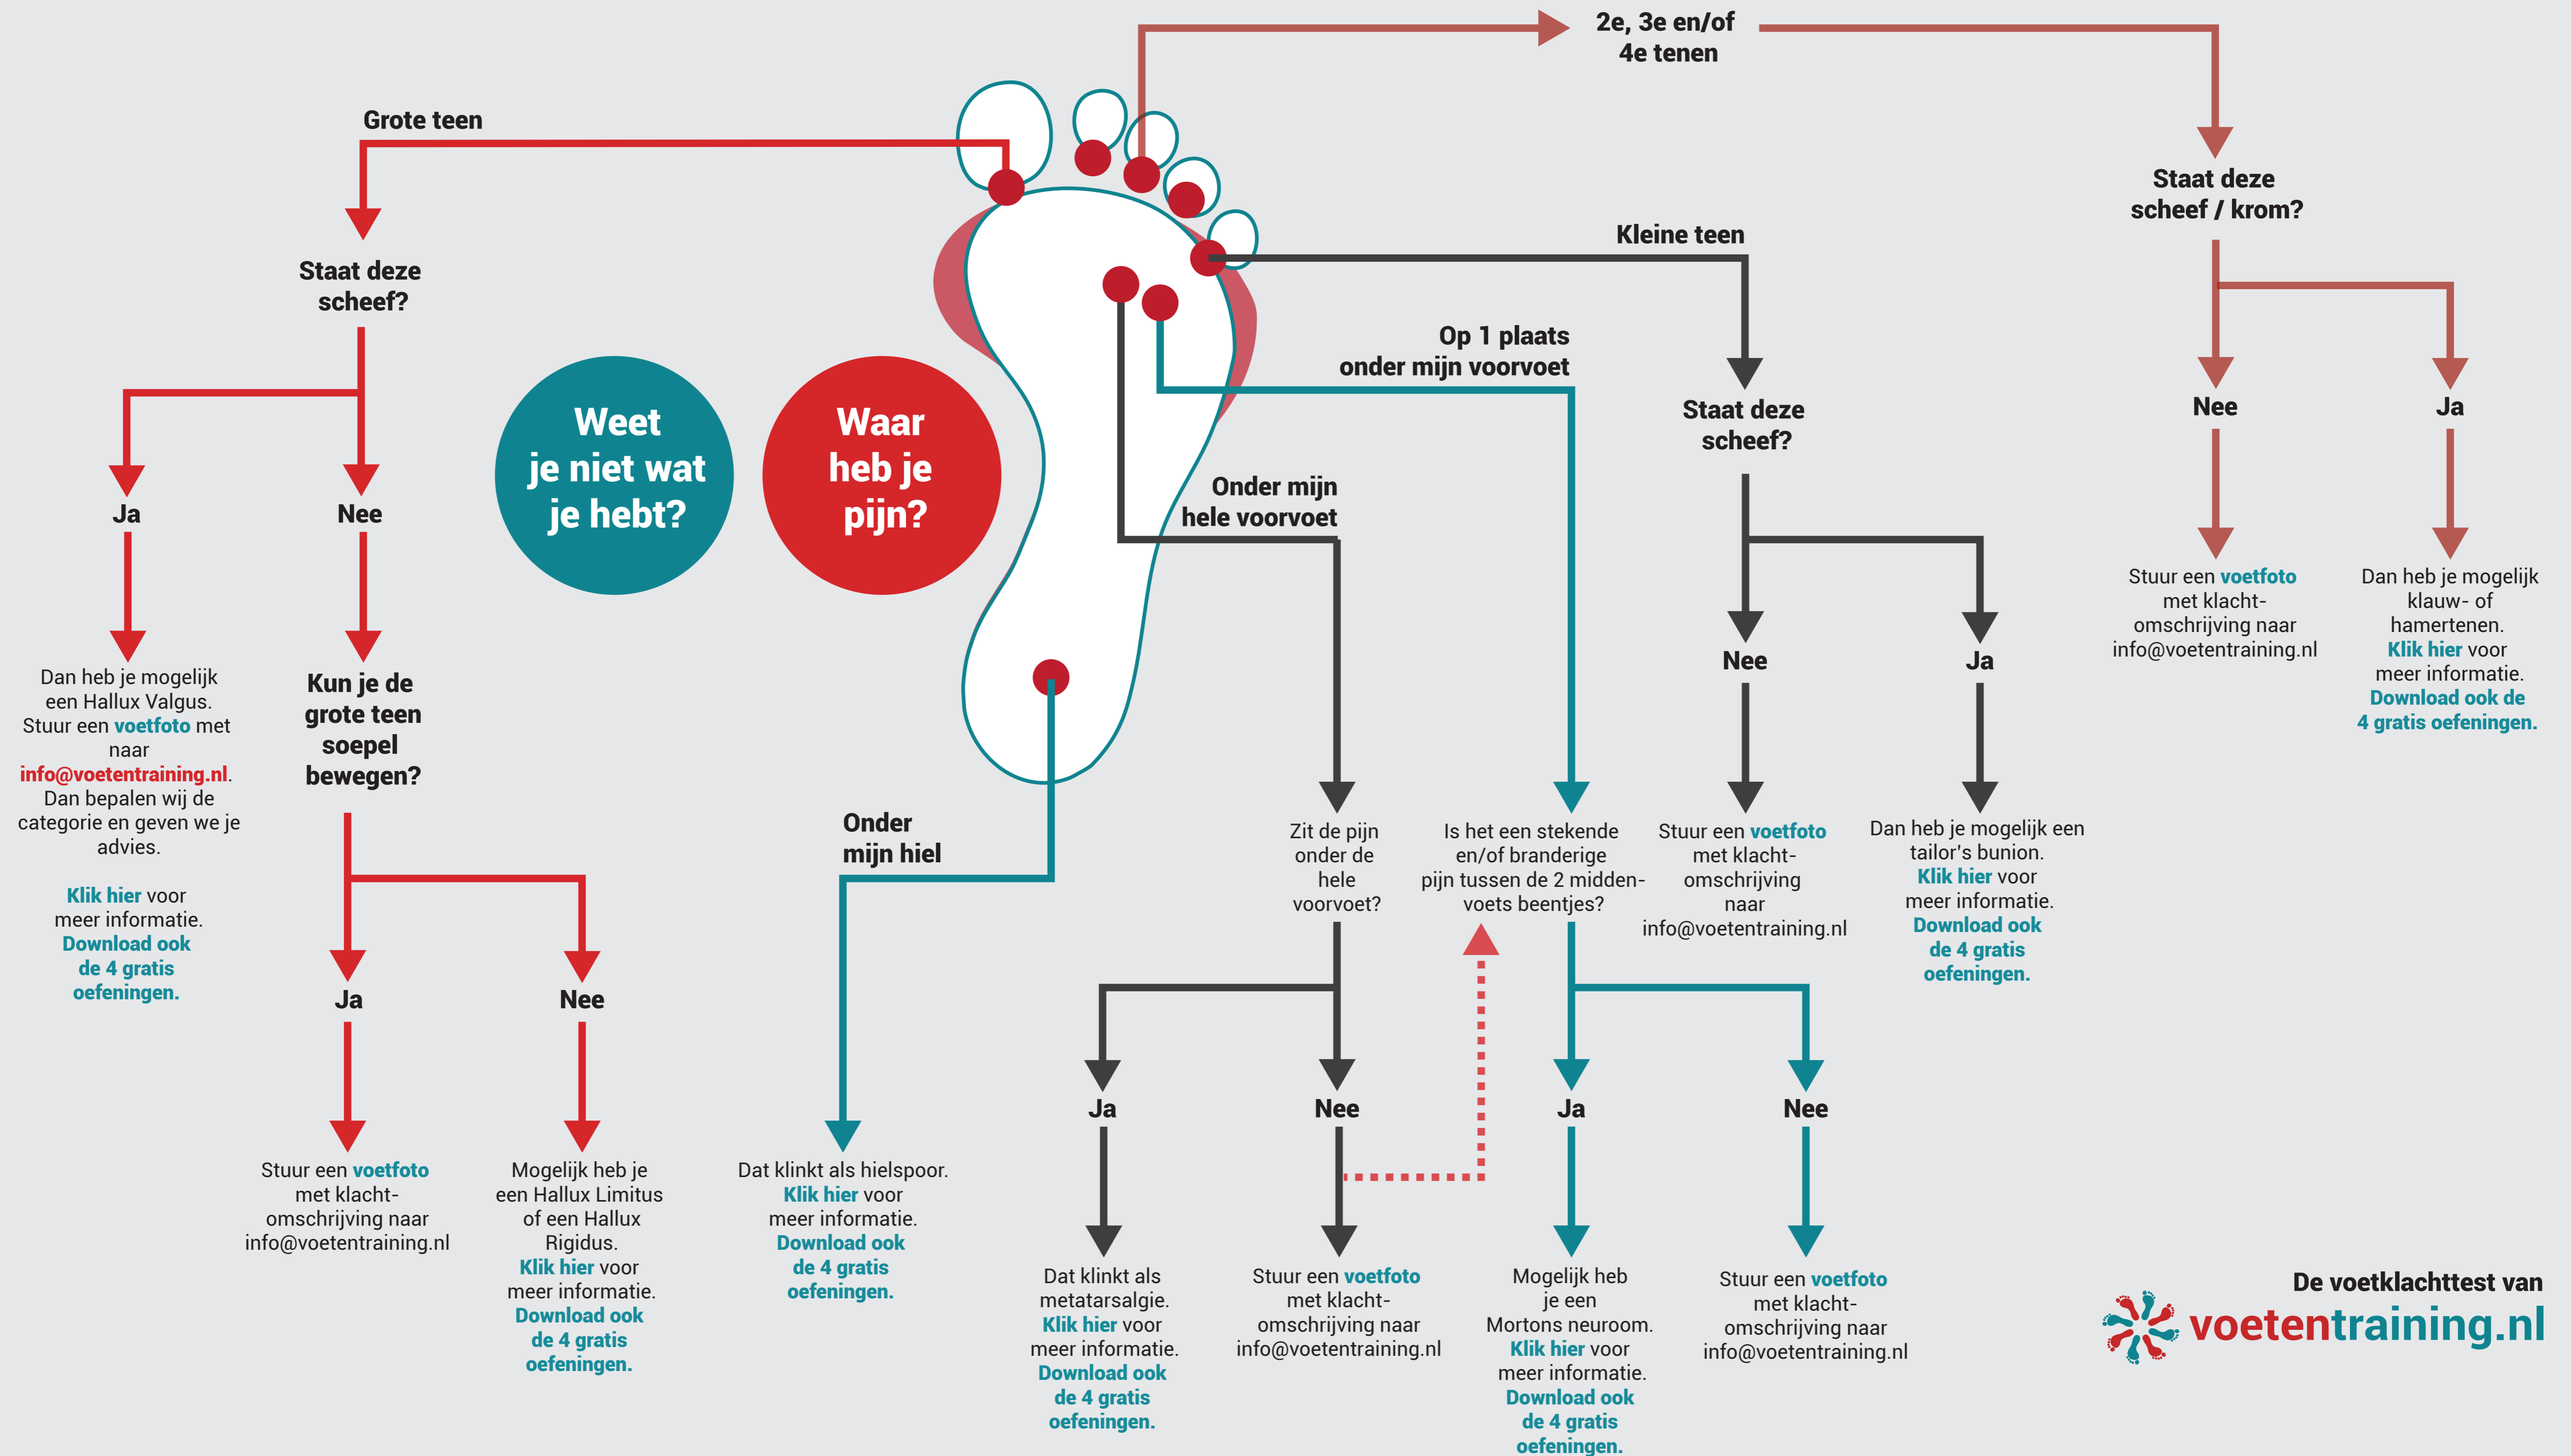 2e, 3e en/of
4e tenen
Grote teen
Staat deze
scheef?
Ja
Nee
Dan heb je mogelijk
een Hallux Valgus.
Stuur een voetfoto met
naar
info@voetentraining.nl.
Dan bepalen wij de
categorie en geven we je
advies.
Klik hier voor
meer informatie.
Download ook
de 4 gratis
oefeningen.
Kun je de
grote teen
soepel
bewegen?
Ja
Nee
Stuur een voetfoto
met klacht-
omschrijving naar
info@voetentraining.nl
Mogelijk heb je
een Hallux Limitus
of een Hallux
Rigidus.
Klik hier voor
meer informatie.
Download ook
de 4 gratis
oefeningen.
Weet
je niet wat
je hebt?
Waar
heb je
pijn?
Onder
mijn hiel
Dat klinkt als hielspoor.
Klik hier voor
meer informatie.
Download ook
de 4 gratis
oefeningen.
Onder mijn
hele voorvoet
Zit de pijn
onder de
hele
voorvoet?
Ja
Nee
Dat klinkt als
metatarsalgie.
Klik hier voor
meer informatie.
Download ook
de 4 gratis
oefeningen.
Stuur een voetfoto
met klacht-
omschrijving naar
info@voetentraining.nl
Op 1 plaats
onder mijn voorvoet
Is het een stekende
en/of branderige
pijn tussen de 2 midden-
voets beentjes?
Ja
Nee
Mogelijk heb
je een
Mortons neuroom.
Klik hier voor
meer informatie.
Download ook
de 4 gratis
oefeningen.
Stuur een voetfoto
met klacht-
omschrijving naar
info@voetentraining.nl
Kleine teen
Staat deze
scheef?
Nee
Ja
Stuur een voetfoto
met klacht-
omschrijving
naar
info@voetentraining.nl
Dan heb je mogelijk een
tailor's bunion.
Klik hier voor
meer informatie.
Download ook
de 4 gratis
oefeningen.
Staat deze
scheef / krom?
Nee
Ja
Stuur een voetfoto
met klacht-
omschrijving naar
info@voetentraining.nl
Dan heb je mogelijk
klauw- of
hamertenen.
Klik hier voor
meer informatie.
Download ook de
4 gratis oefeningen.
De voetklachttest van
voetentraining.nl